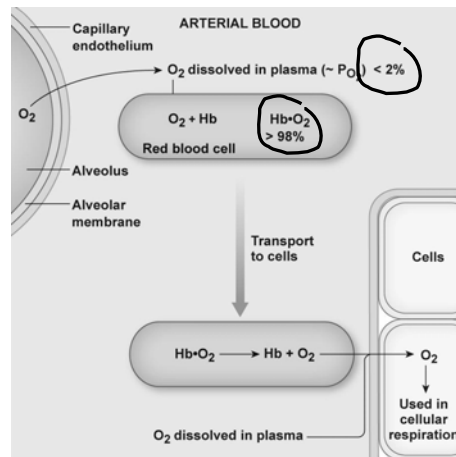 ARTERIAL BLOOD
Capillary
endothelium
O₂ dissolved in plasma (~ PO₂) < 2%
O₂
O₂ + Hb
Hb•O₂
> 98%
Red blood cell
Alveolus
Alveolar
membrane
Transport
to cells
Cells
Hb•O₂
Hb + O₂
O₂
Used in
cellular
respiration
O₂ dissolved in plasma